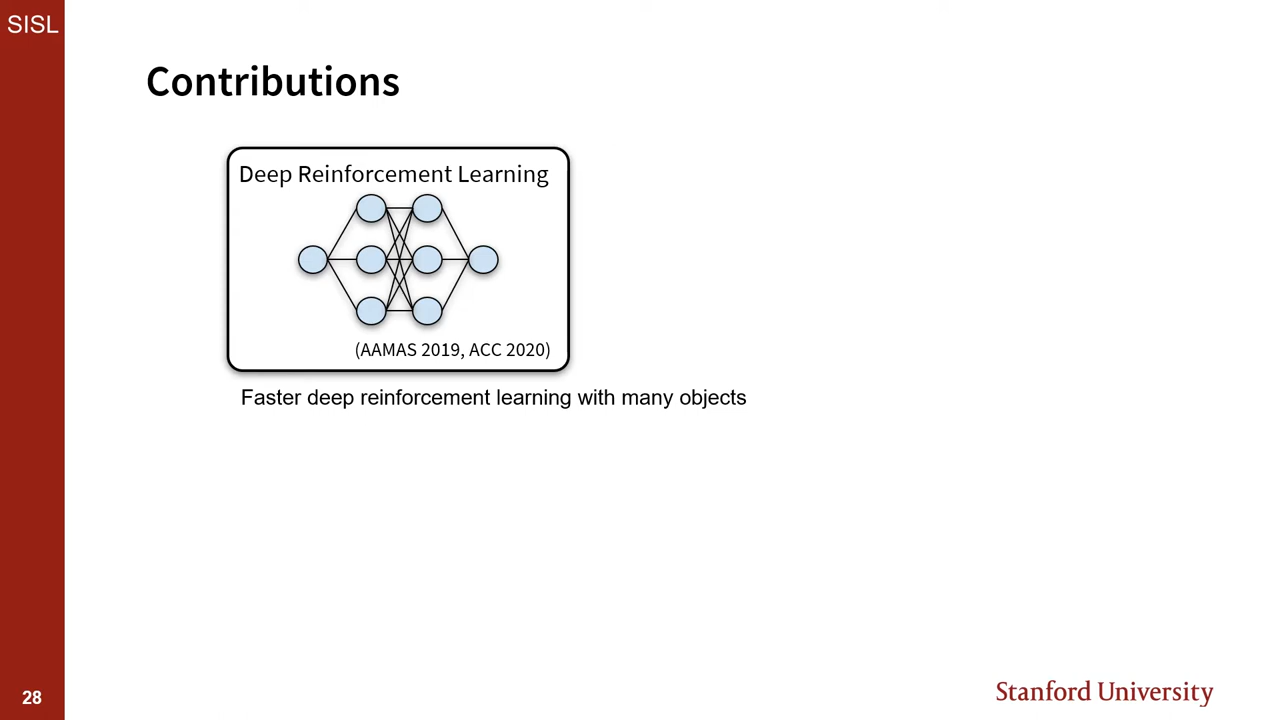 SISL
Contributions
Deep Reinforcement Learning
(AAMAS 2019, ACC 2020)
Faster deep reinforcement learning with many objects
28
Stanford University